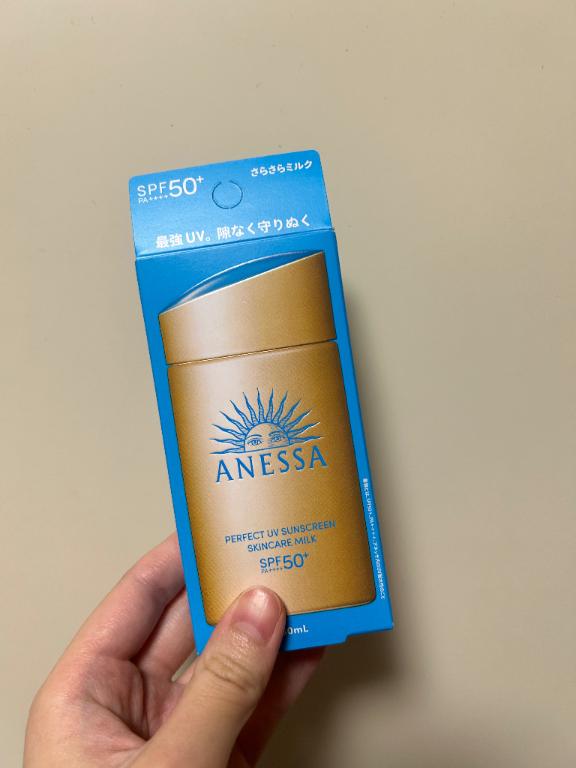 SPF50+
PA++++
さらさらミルク
最強UV。隙なく守りぬく
ANESSA
PERFECT UV SUNSCREEN
SKINCARE MILK
SPF50+
PA++++
0mL